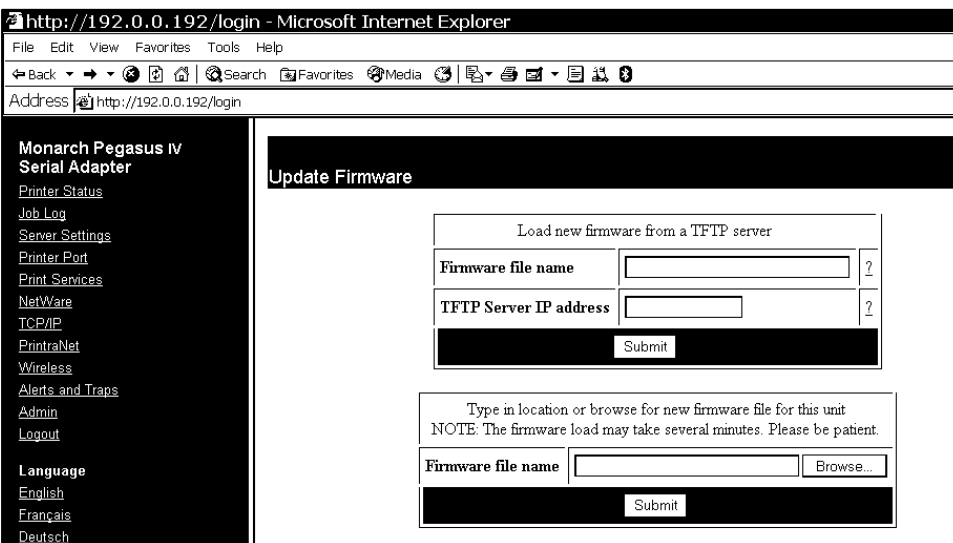 http://192.0.0.192/login - Microsoft Internet Explorer
File Edit View Favorites Tools Help
Back Search Favorites Media
Address http://192.0.0.192/login
Monarch Pegasus IV
Serial Adapter
Printer Status
Job Log
Server Settings
Printer Port
Print Services
NetWare
TCP/IP
PrintraNet
Wireless
Alerts and Traps
Admin
Logout
Language
English
Français
Deutsch
Update Firmware
Load new firmware from a TFTP server
Firmware file name ?
TFTP Server IP address ?
Submit
Type in location or browse for new firmware file for this unit
NOTE: The firmware load may take several minutes. Please be patient.
Firmware file name Browse...
Submit